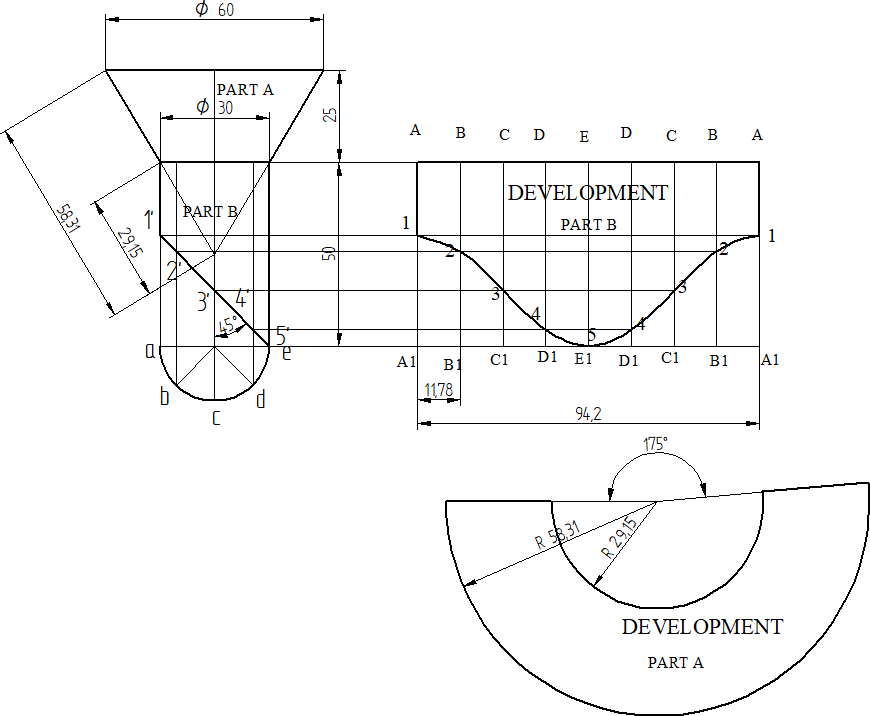 ϕ 60
PART A
ϕ 30
25
58,31
29,15
PART B
1'
2'
3'
4'
45°
5'
50
a
e
b
d
c
A B C D E D C B A
DEVELOPMENT
PART B
1
1
2
2
3
3
4
4
5
A1 B1 C1 D1 E1 D1 C1 B1 A1
11,78
94,2
175°
R 58,31
R 29,15
DEVELOPMENT
PART A